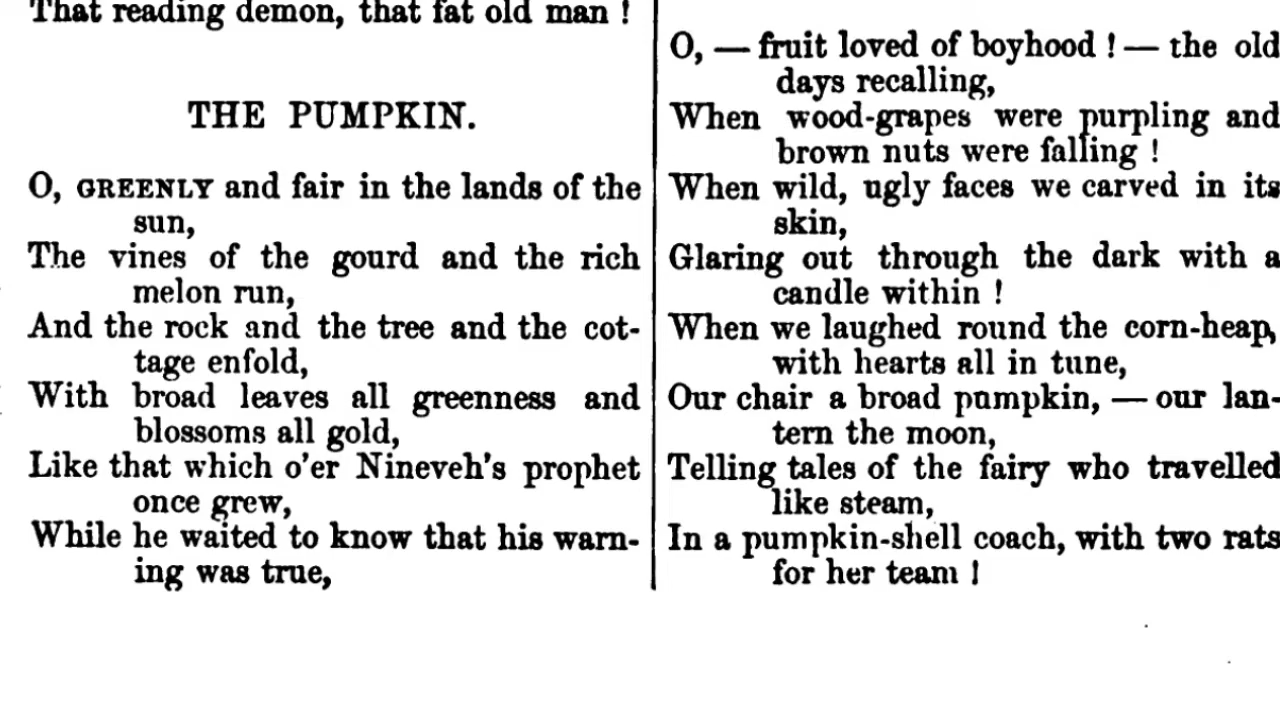 That reading demon, that fat old man !
THE PUMPKIN.
O, GREENLY and fair in the lands of the
sun,
The vines of the gourd and the rich
melon run,
And the rock and the tree and the cot-
tage enfold,
With broad leaves all greenness and
blossoms all gold,
Like that which o'er Nineveh's prophet
once grew,
While he waited to know that his warn-
ing was true,
O, — fruit loved of boyhood ! — the old
days recalling,
When wood-grapes were purpling and
brown nuts were falling !
When wild, ugly faces we carved in its
skin,
Glaring out through the dark with a
candle within !
When we laughed round the corn-heap,
with hearts all in tune,
Our chair a broad pumpkin, — our lan-
tern the moon,
Telling tales of the fairy who travelled
like steam,
In a pumpkin-shell coach, with two rats
for her team !